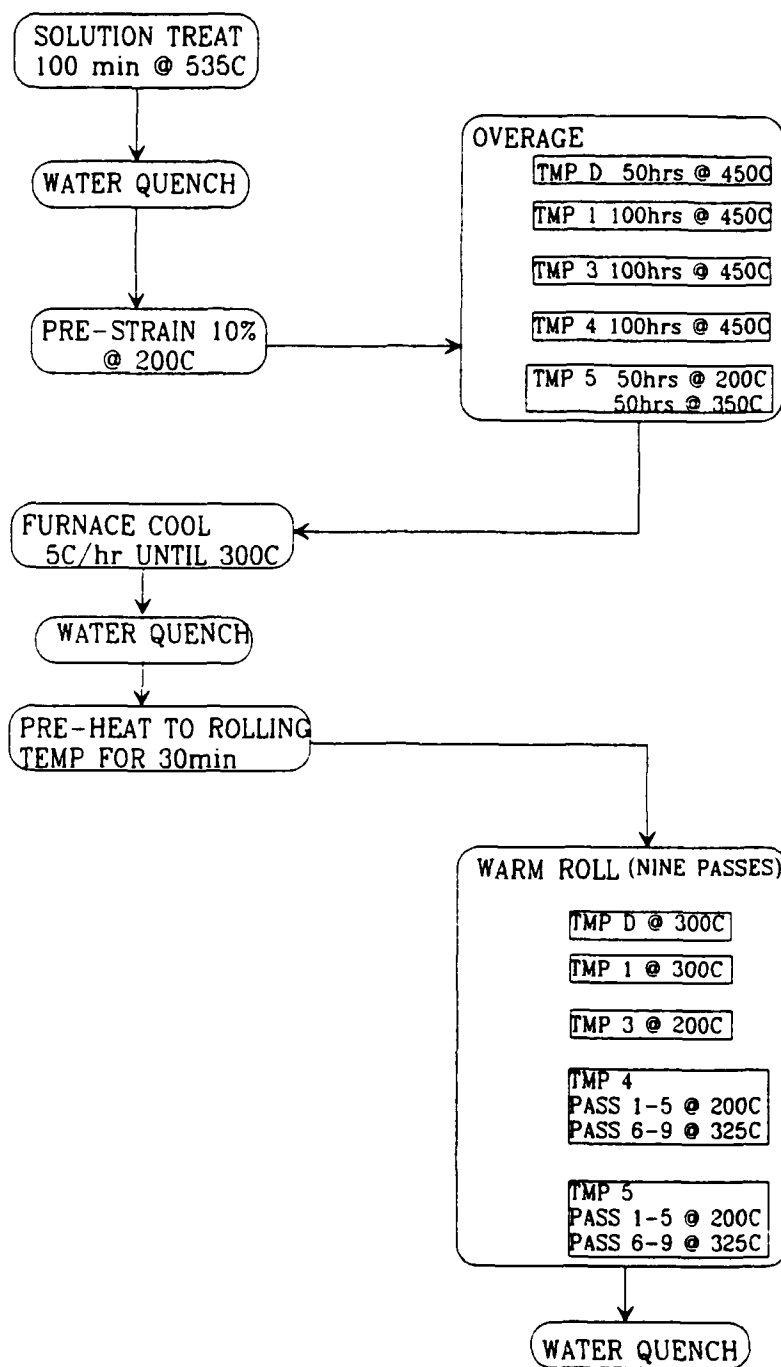 SOLUTION TREAT
100 min @ 535C
WATER QUENCH
PRE-STRAIN 10%
@ 200C
OVERAGE
TMP D 50hrs @ 450C
TMP 1 100hrs @ 450C
TMP 3 100hrs @ 450C
TMP 4 100hrs @ 450C
TMP 5 50hrs @ 200C
50hrs @ 350C
FURNACE COOL
5C/hr UNTIL 300C
WATER QUENCH
PRE-HEAT TO ROLLING
TEMP FOR 30min
WARM ROLL (NINE PASSES)
TMP D @ 300C
TMP 1 @ 300C
TMP 3 @ 200C
TMP 4
PASS 1-5 @ 200C
PASS 6-9 @ 325C
TMP 5
PASS 1-5 @ 200C
PASS 6-9 @ 325C
WATER QUENCH